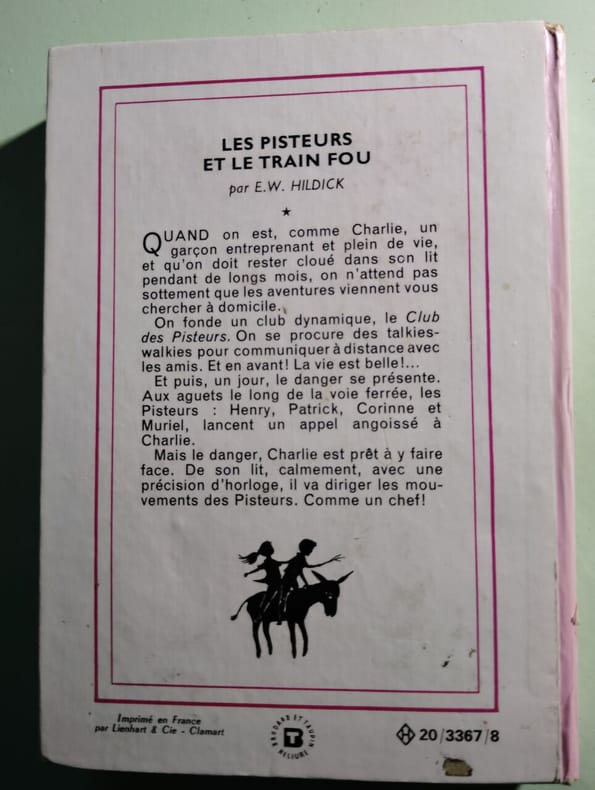 LES PISTEURS
ET LE TRAIN FOU
par E.W. HILDICK
★
QUAND on est, comme Charlie, un
garçon entreprenant et plein de vie,
et qu'on doit rester cloué dans son lit
pendant de longs mois, on n'attend pas
sottement que les aventures viennent vous
chercher à domicile.
On fonde un club dynamique, le Club
des Pisteurs. On se procure des talkies-
walkies pour communiquer à distance avec
les amis. Et en avant! La vie est belle!...
Et puis, un jour, le danger se présente.
Aux aguets le long de la voie ferrée, les
Pisteurs : Henry, Patrick, Corinne et
Muriel, lancent un appel angoissé à
Charlie.
Mais le danger, Charlie est prêt à y faire
face. De son lit, calmement, avec une
précision d'horloge, il va diriger les mou-
vements des Pisteurs. Comme un chef!
Imprimé en France
par Lienhart & Cie - Clamart
BRODARD ET TAUPIN
RELIURE
H 20/3367/8